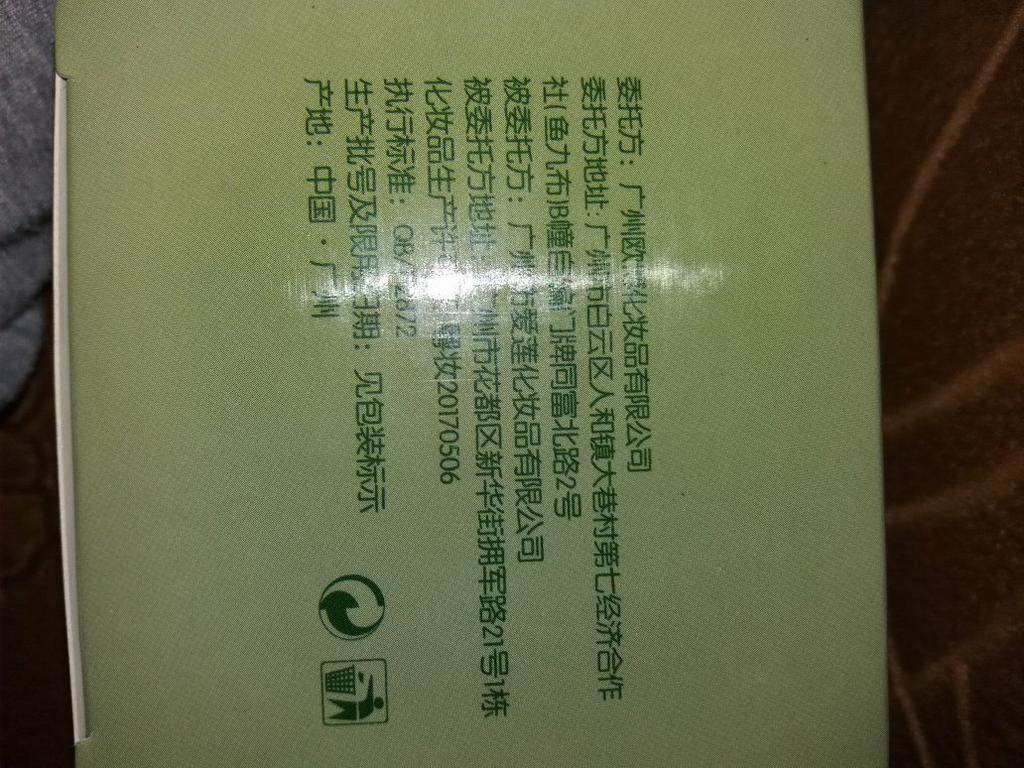 委托方：广州欧 化妆品有限公司
委托方地址：广州市白云区人和镇大巷村第七经济合作
社(鱼九布)B幢自编门牌同富北路2号
被委托方：广州市爱莲化妆品有限公司
被委托方地址：广州市花都区新华街拥军路21号1栋
化妆品生产许 妆20170506
执行标准：QB/T 2872
生产批号及限用日期：见包装标示
产地：中国·广州